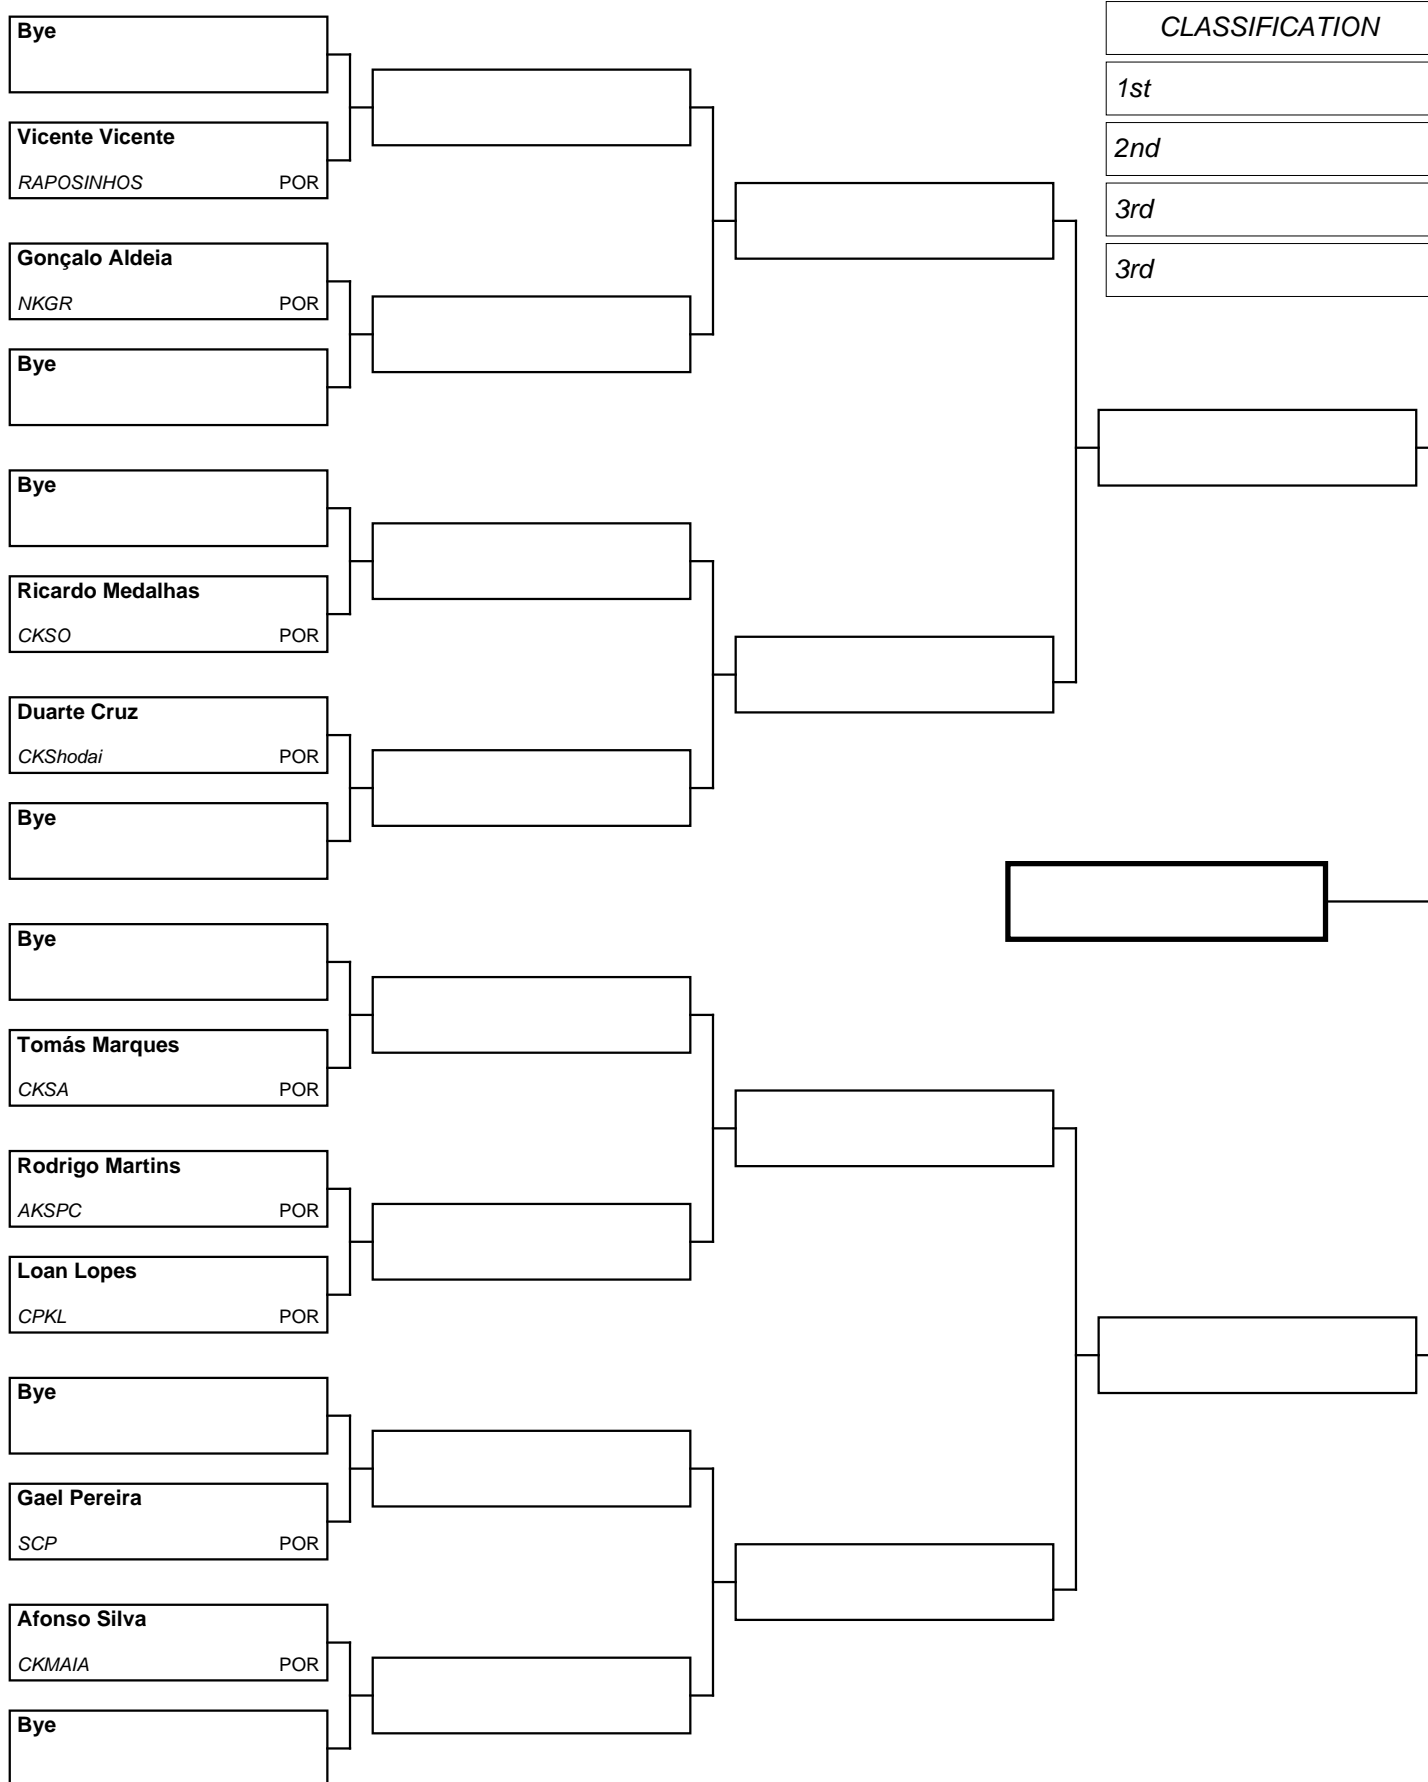 Bye
Vicente Vicente
RAPOSINHOS POR
Gonçalo Aldeia
NKGR POR
Bye
Bye
Ricardo Medalhas
CKSO POR
Duarte Cruz
CKShodai POR
Bye
Bye
Tomás Marques
CKSA POR
Rodrigo Martins
AKSPC POR
Loan Lopes
CPKL POR
Bye
Gael Pereira
SCP POR
Afonso Silva
CKMAIA POR
Bye
CLASSIFICATION
1st
2nd
3rd
3rd